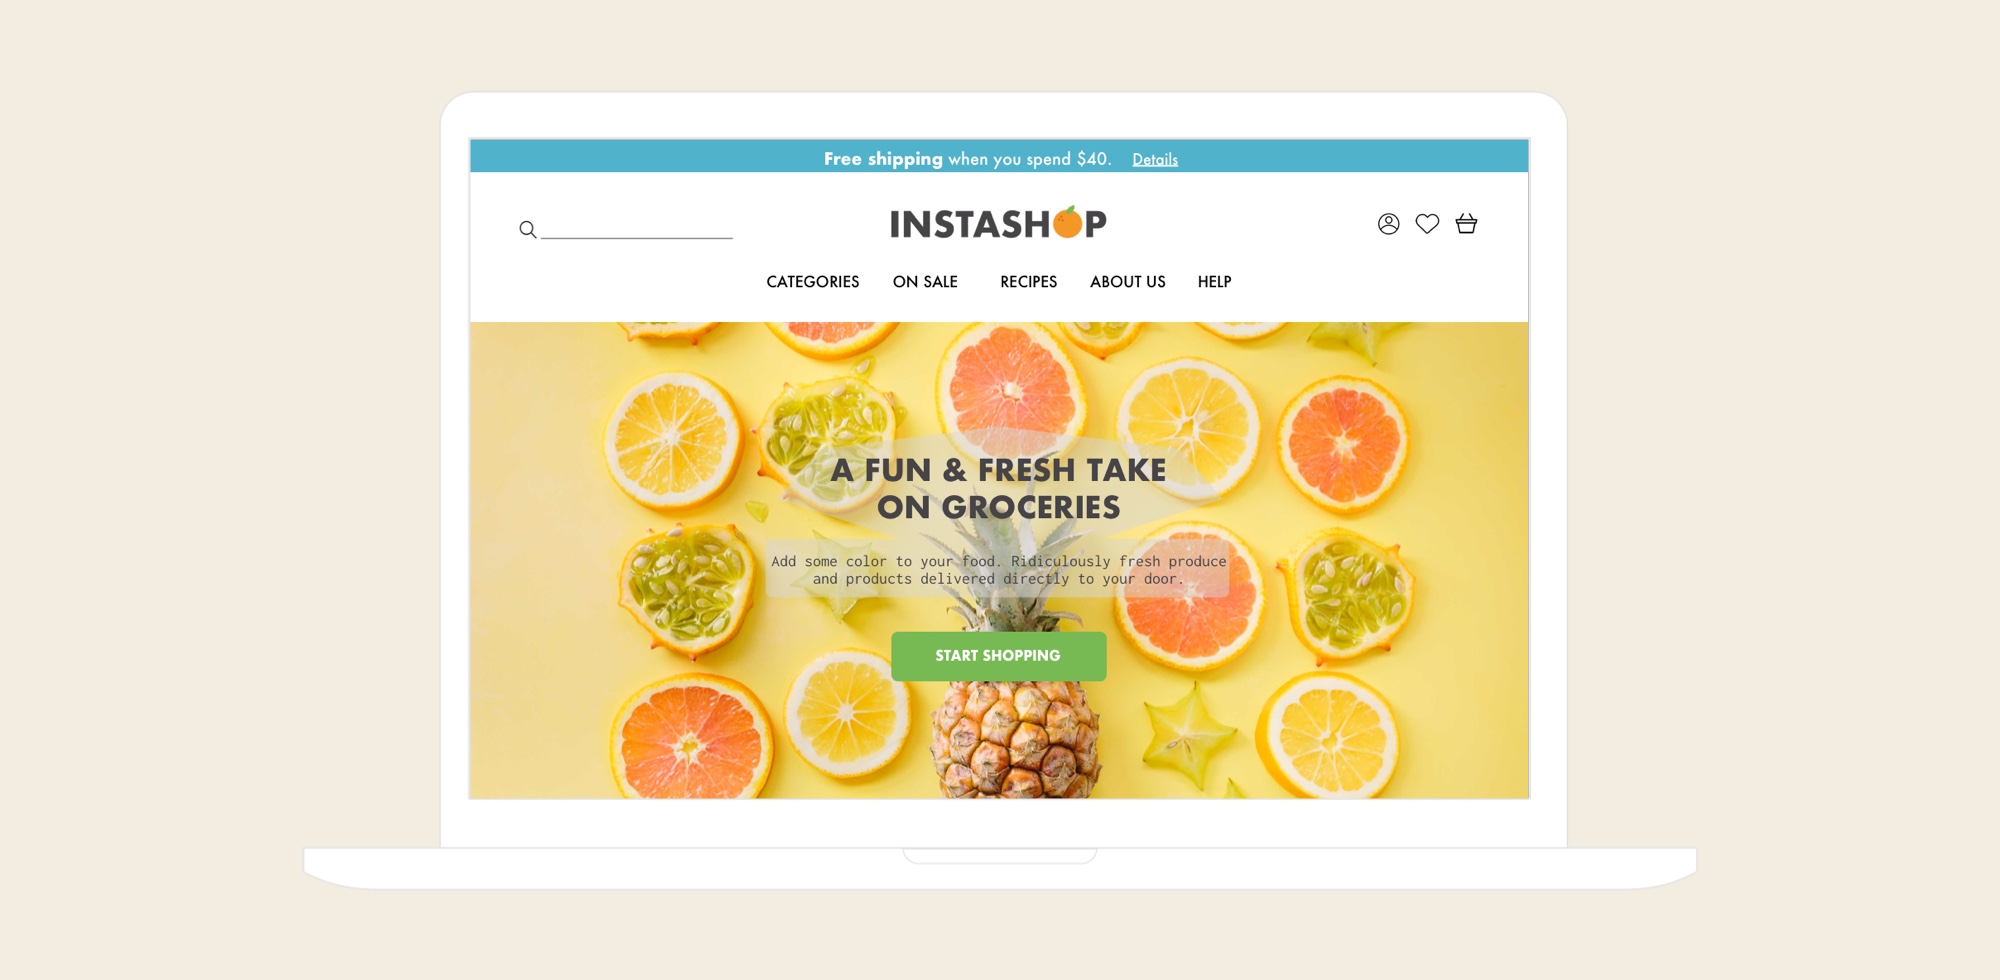 Free shipping when you spend $40. Details
INSTASHOP
CATEGORIES ON SALE RECIPES ABOUT US HELP
A FUN & FRESH TAKE
ON GROCERIES
Add some color to your food. Ridiculously fresh produce
and products delivered directly to your door.
START SHOPPING